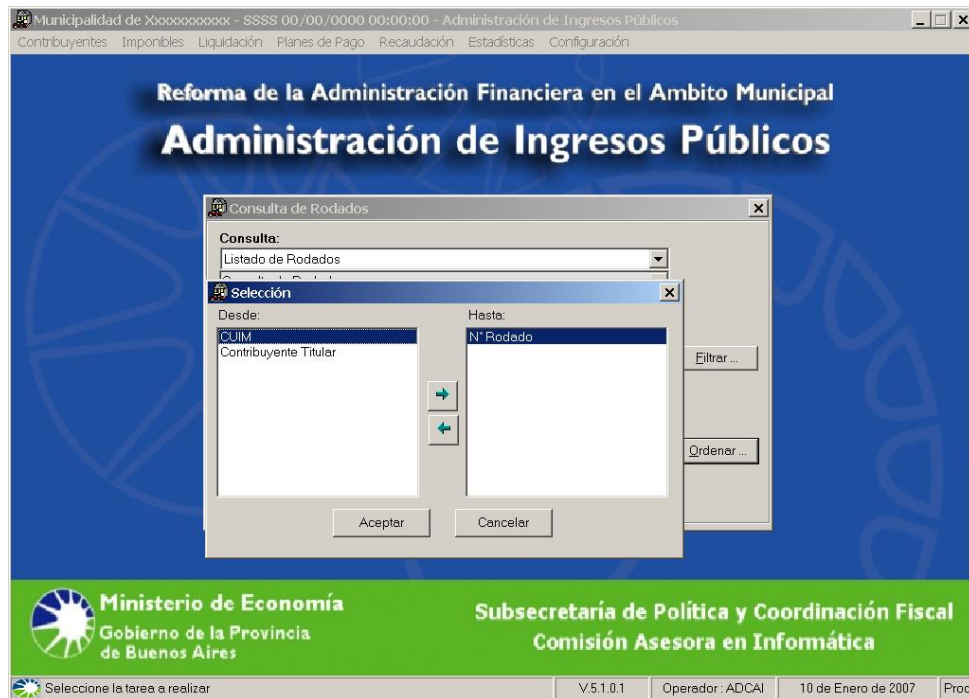 Municipalidad de Xxxxxxxxxxx - SSSS 00/00/0000 00:00:00 - Administración de Ingresos Públicos
Contribuyentes Imponibles Liquidación Planes de Pago Recaudación Estadísticas Configuración
Reforma de la Administración Financiera en el Ambito Municipal
Administración de Ingresos Públicos
Consulta de Rodados
Consulta:
Listado de Rodados
Selección
Desde:
Hasta:
CUIM
Contribuyente Titular
N° Rodado
Filtrar ...
Ordenar ...
Aceptar
Cancelar
Ministerio de Economía
Gobierno de la Provincia
de Buenos Aires
Subsecretaría de Política y Coordinación Fiscal
Comisión Asesora en Informática
Seleccione la tarea a realizar
V.5.1.0.1
Operador : ADCAI
10 de Enero de 2007